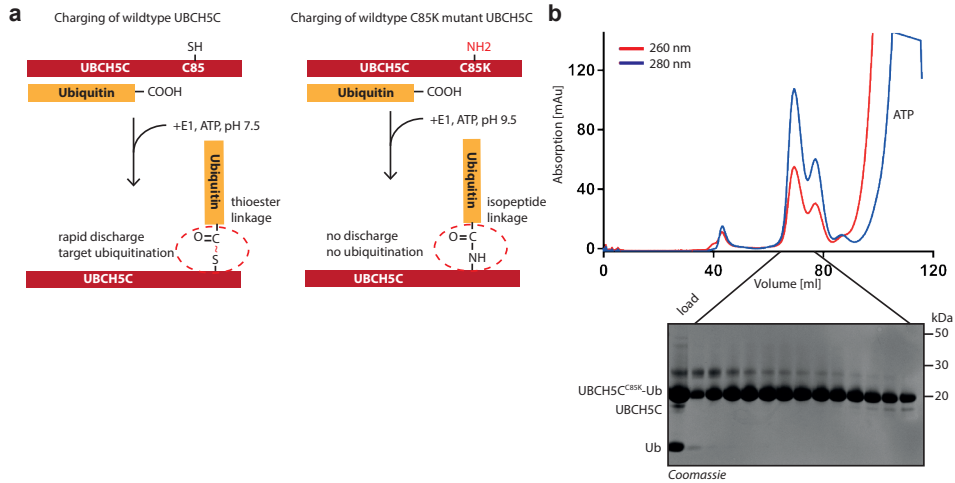 a
Charging of wildtype UBCH5C
SH
UBCH5C C85
Ubiquitin COOH
+E1, ATP, pH 7.5
Ubiquitin
thioester
linkage
O=C
S
rapid discharge
target ubiquitination
UBCH5C
Charging of wildtype C85K mutant UBCH5C
NH2
UBCH5C C85K
Ubiquitin COOH
+E1, ATP, pH 9.5
Ubiquitin
isopeptide
linkage
O=C
NH
no discharge
no ubiquitination
UBCH5C
b
260 nm
280 nm
Absorption [mAu]
120
80
40
0
ATP
0 40 80 120
Volume [ml]
load
kDa
50
30
20
UBCH5C^C85K-Ub
UBCH5C
Ub
Coomassie